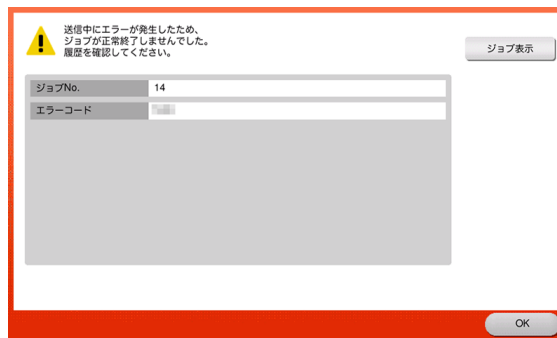 送信中にエラーが発生したため、
ジョブが正常終了しませんでした。
履歴を確認してください。
ジョブ表示
ジョブNo. 14
エラーコード
OK